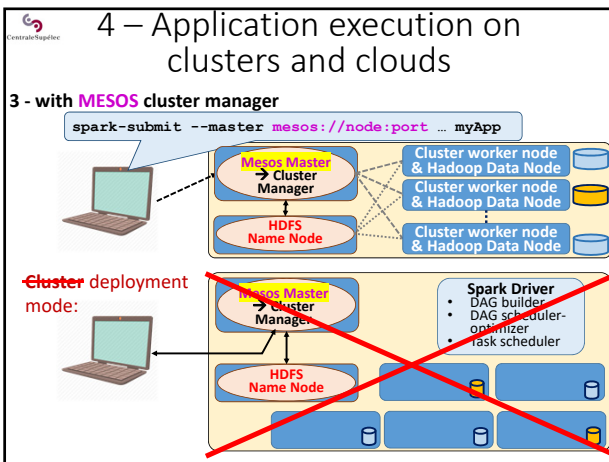 CentraleSupélec
4 – Application execution on
clusters and clouds
3 - with MESOS cluster manager
spark-submit --master mesos://node:port … myApp
Mesos Master
➔ Cluster
Manager
HDFS
Name Node
Cluster worker node
& Hadoop Data Node
Cluster worker node
& Hadoop Data Node
Cluster worker node
& Hadoop Data Node
Cluster deployment
mode:
Mesos Master
➔ Cluster
Manager
HDFS
Name Node
Spark Driver
• DAG builder
• DAG scheduler-
optimizer
• Task scheduler